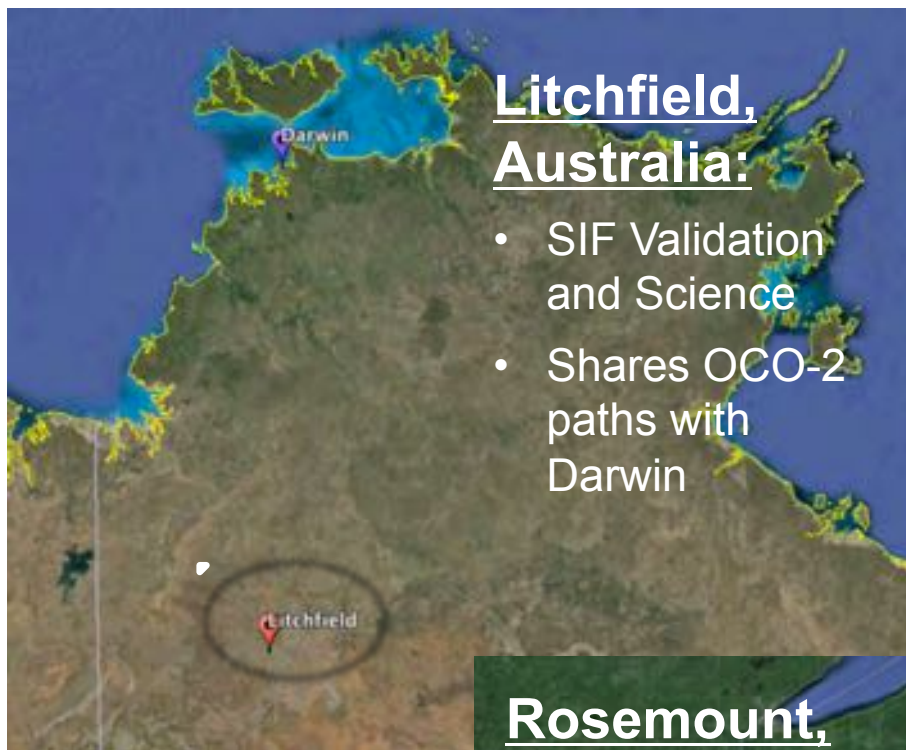 Darwin
Litchfield,
Australia:
• SIF Validation
and Science
• Shares OCO-2
paths with
Darwin
Litchfield
Rosemount,